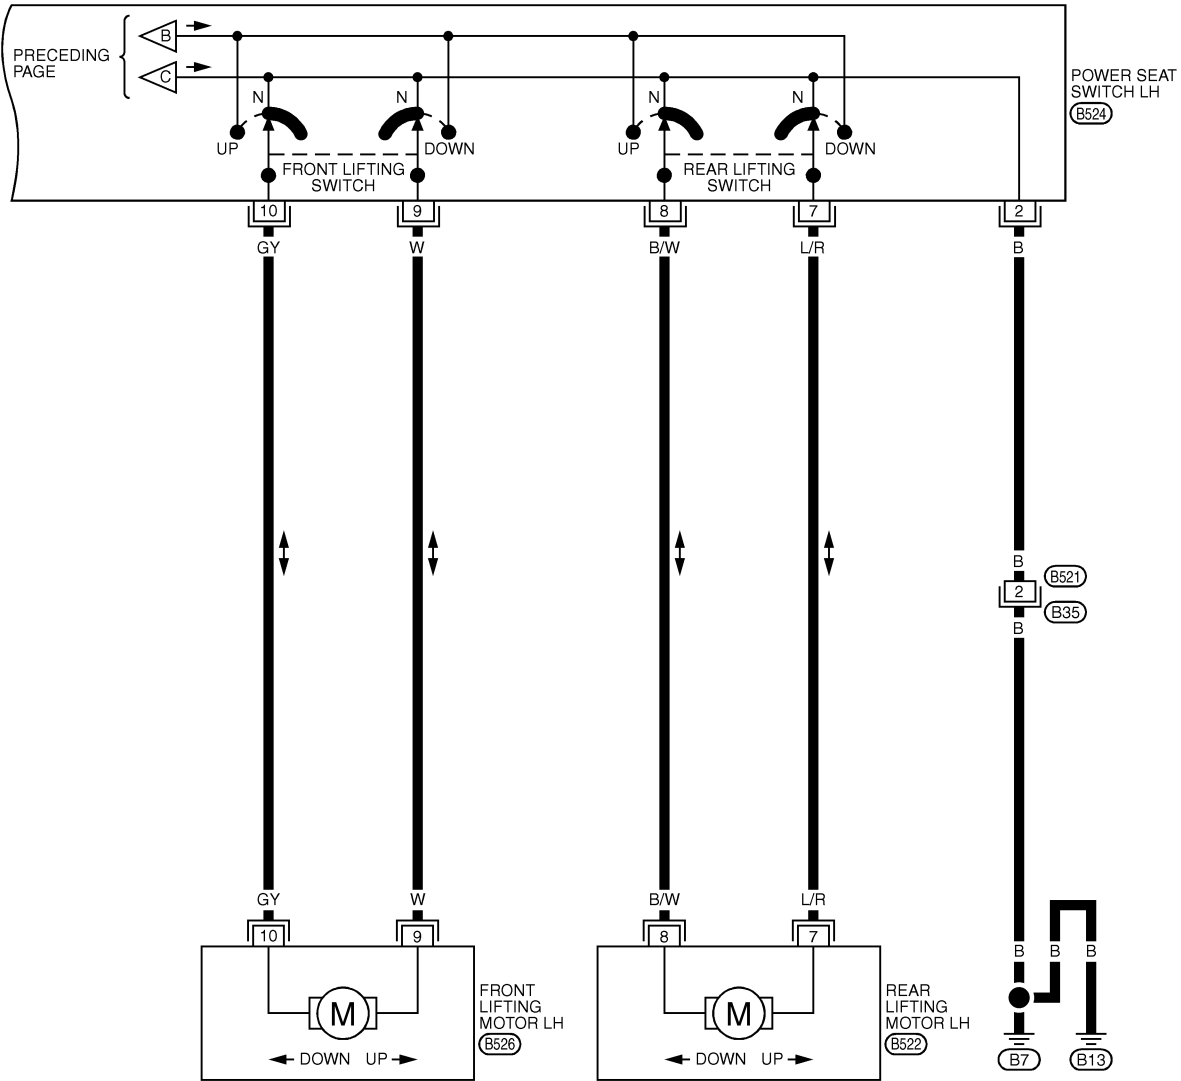 PRECEDING
PAGE
B
C
N
N
N
N
UP
DOWN
UP
DOWN
FRONT LIFTING
SWITCH
REAR LIFTING
SWITCH
POWER SEAT
SWITCH LH
B524
10
9
8
7
2
GY
W
B/W
L/R
B
B
B521
2
B35
B
GY
W
B/W
L/R
10
9
8
7
B
B
B
M
M
FRONT
LIFTING
MOTOR LH
B526
REAR
LIFTING
MOTOR LH
B522
DOWN UP
DOWN UP
B7
B13